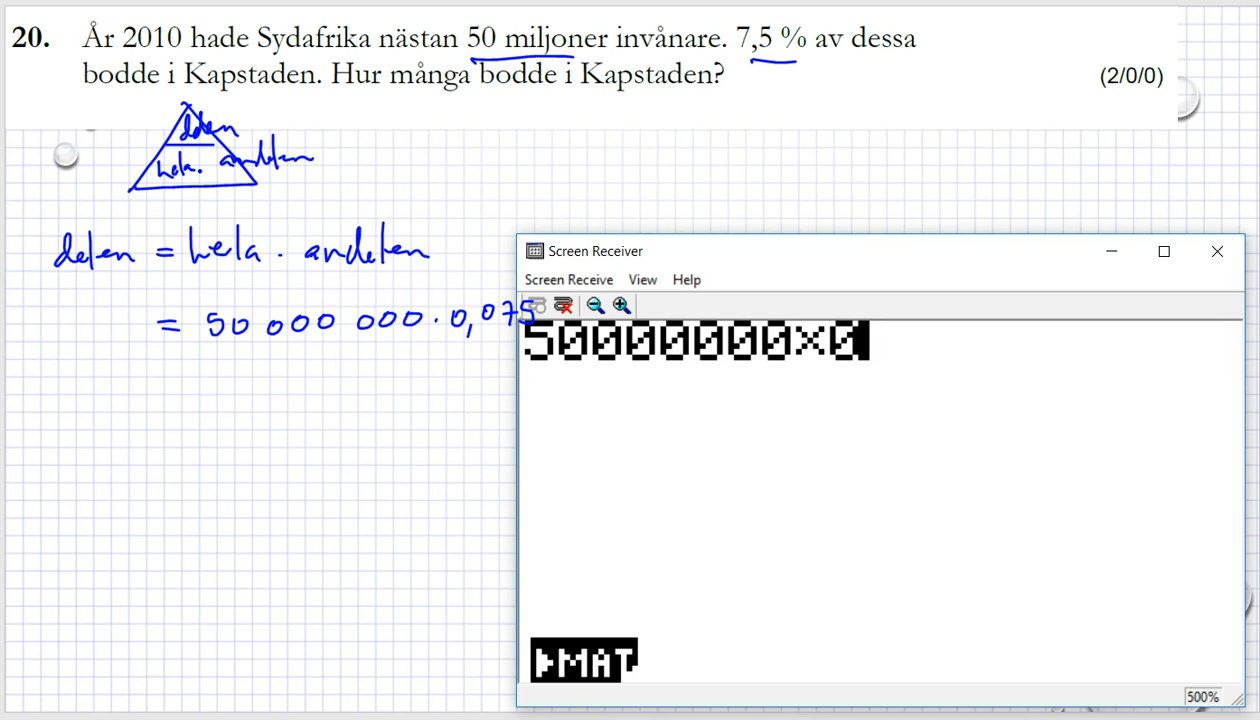 20. År 2010 hade Sydafrika nästan 50 miljoner invånare. 7,5 % av dessa
bodde i Kapstaden. Hur många bodde i Kapstaden?
(2/0/0)
delen
hela · andelen
delen = hela · andelen
= 50 000 000 · 0,075
Screen Receiver
Screen Receive View Help
50000000×0
▶MAT
500%